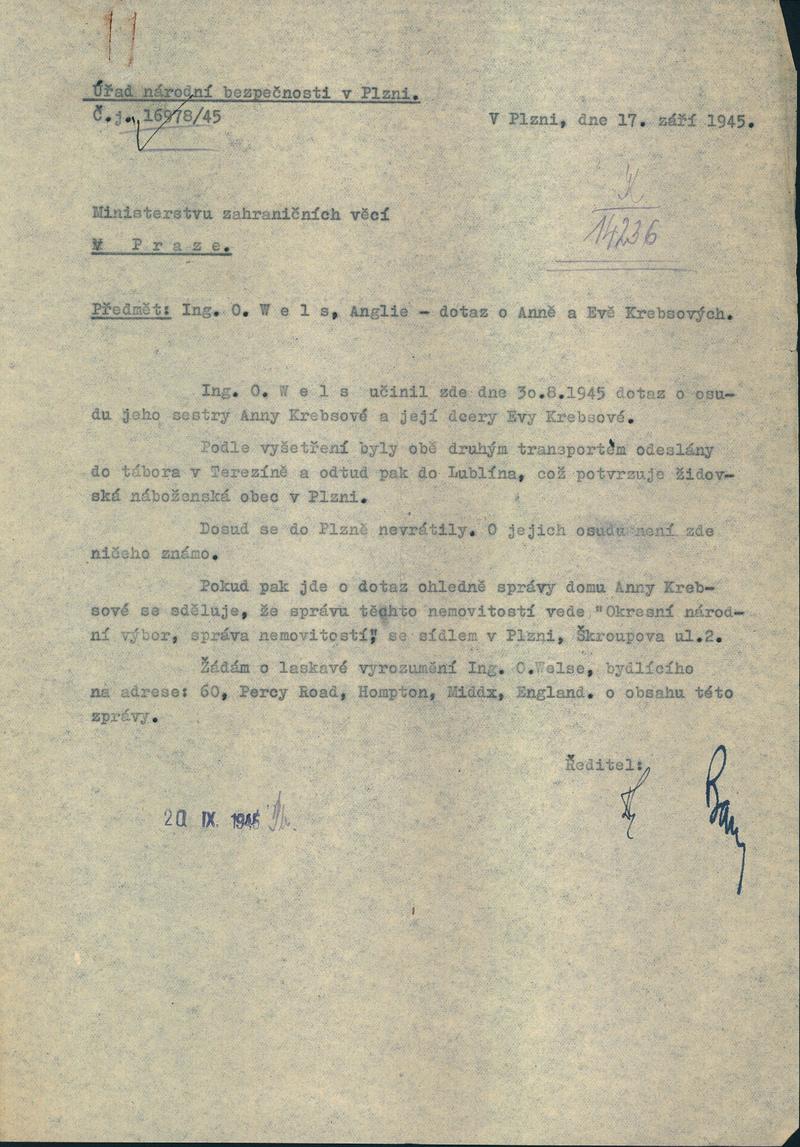 11
Úřad národní bezpečnosti v Plzni.
Č.j. 16978/45
V Plzni, dne 17. září 1945.
Ministerstvu zahraničních věcí
V Praze.
14236
Předmět: Ing. O. W e l s, Anglie - dotaz o Anně a Evě Krebsových.
Ing. O. W e l s učinil zde dne 30.8.1945 dotaz o osu-
du jeho sestry Anny Krebsové a její dcery Evy Krebsové.
Podle vyšetření byly obě druhým transportem odeslány
do tábora v Terezíně a odtud pak do Lublína, což potvrzuje židov-
ská náboženská obec v Plzni.
Dosud se do Plzně nevrátily. O jejich osudu není zde
ničeho známo.
Pokud pak jde o dotaz ohledně správy domu Anny Kreb-
sové se sděluje, že správu těchto nemovitostí vede "Okresní národ-
ní výbor, správa nemovitostí" se sídlem v Plzni, Škroupova ul.2.
Žádám o laskavé vyrozumění Ing. O.Welse, bydlícího
na adrese: 60, Percy Road, Hompton, Middx, England. o obsahu této
zprávy.
Ředitel:
20 IX. 1945